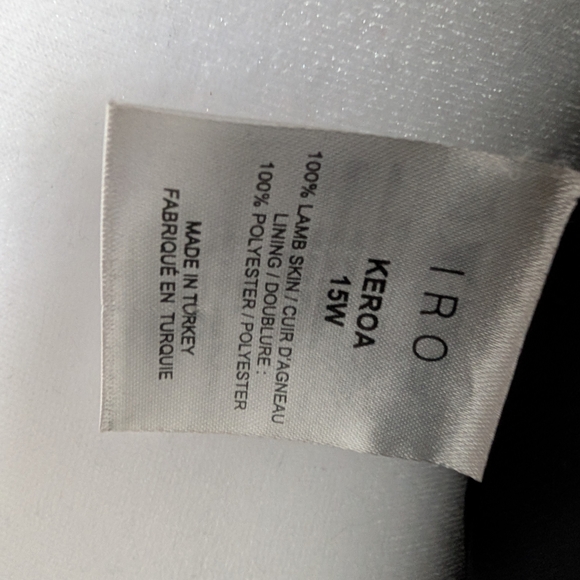 IRO
KEROA
15W
100% LAMB SKIN / CUIR D'AGNEAU
LINING / DOUBLURE :
100% POLYESTER / POLYESTER
MADE IN TURKEY
FABRIQUÉ EN TURQUIE